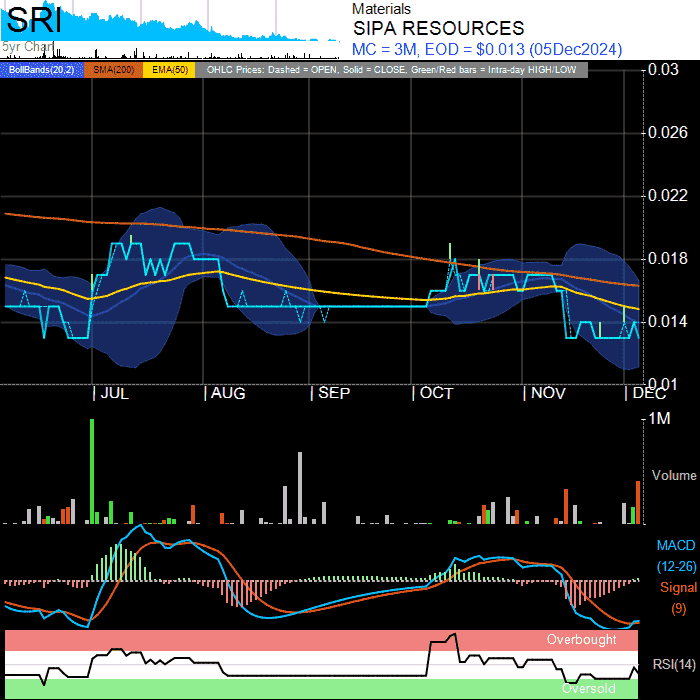 SRI
5yr Chart
Materials
SIPA RESOURCES
MC = 3M, EOD = $0.013 (05Dec2024)
BollBands(20,2) SMA(200) EMA(50) OHLC Prices: Dashed = OPEN, Solid = CLOSE, Green/Red bars = Intra-day HIGH/LOW
0.03
0.026
0.022
0.018
0.014
0.01
JUL AUG SEP OCT NOV DEC
1M
Volume
MACD
(12-26)
Signal
(9)
Overbought
RSI(14)
Oversold